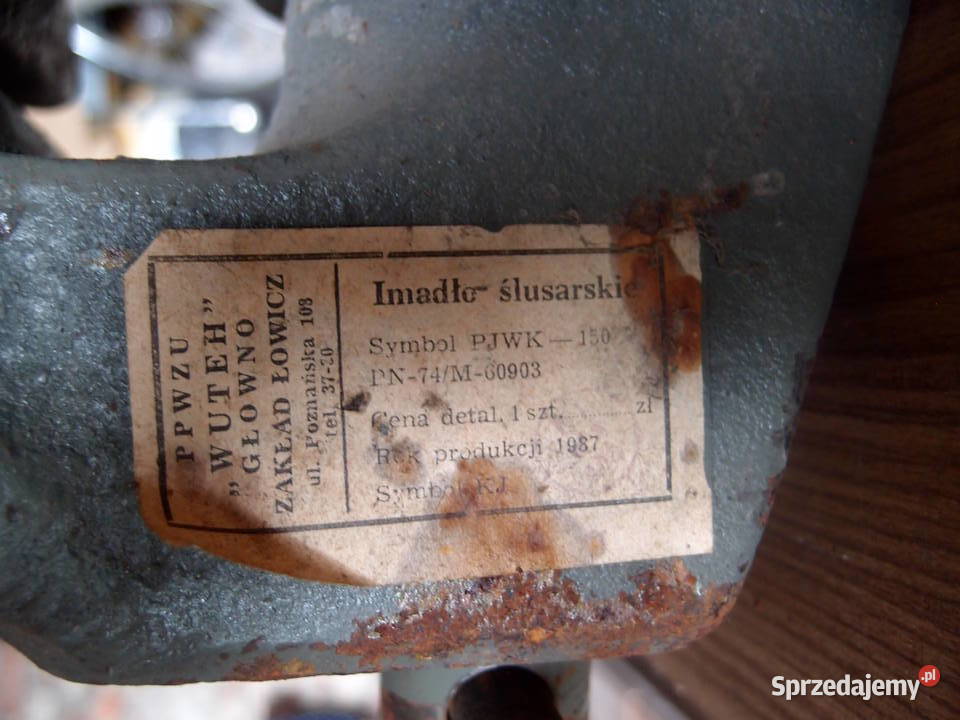 PPWZU
„WUTEH”
GŁOWNO
ZAKŁAD ŁOWICZ
ul. Poznańska 108
tel. 37-30
Imadło ślusarskie
Symbol PJWK — 150
PN-74/M-60903
Cena detal. 1 szt. ............ zł
Rok produkcji 1987
Symbol KJ
Sprzedajemy.pl